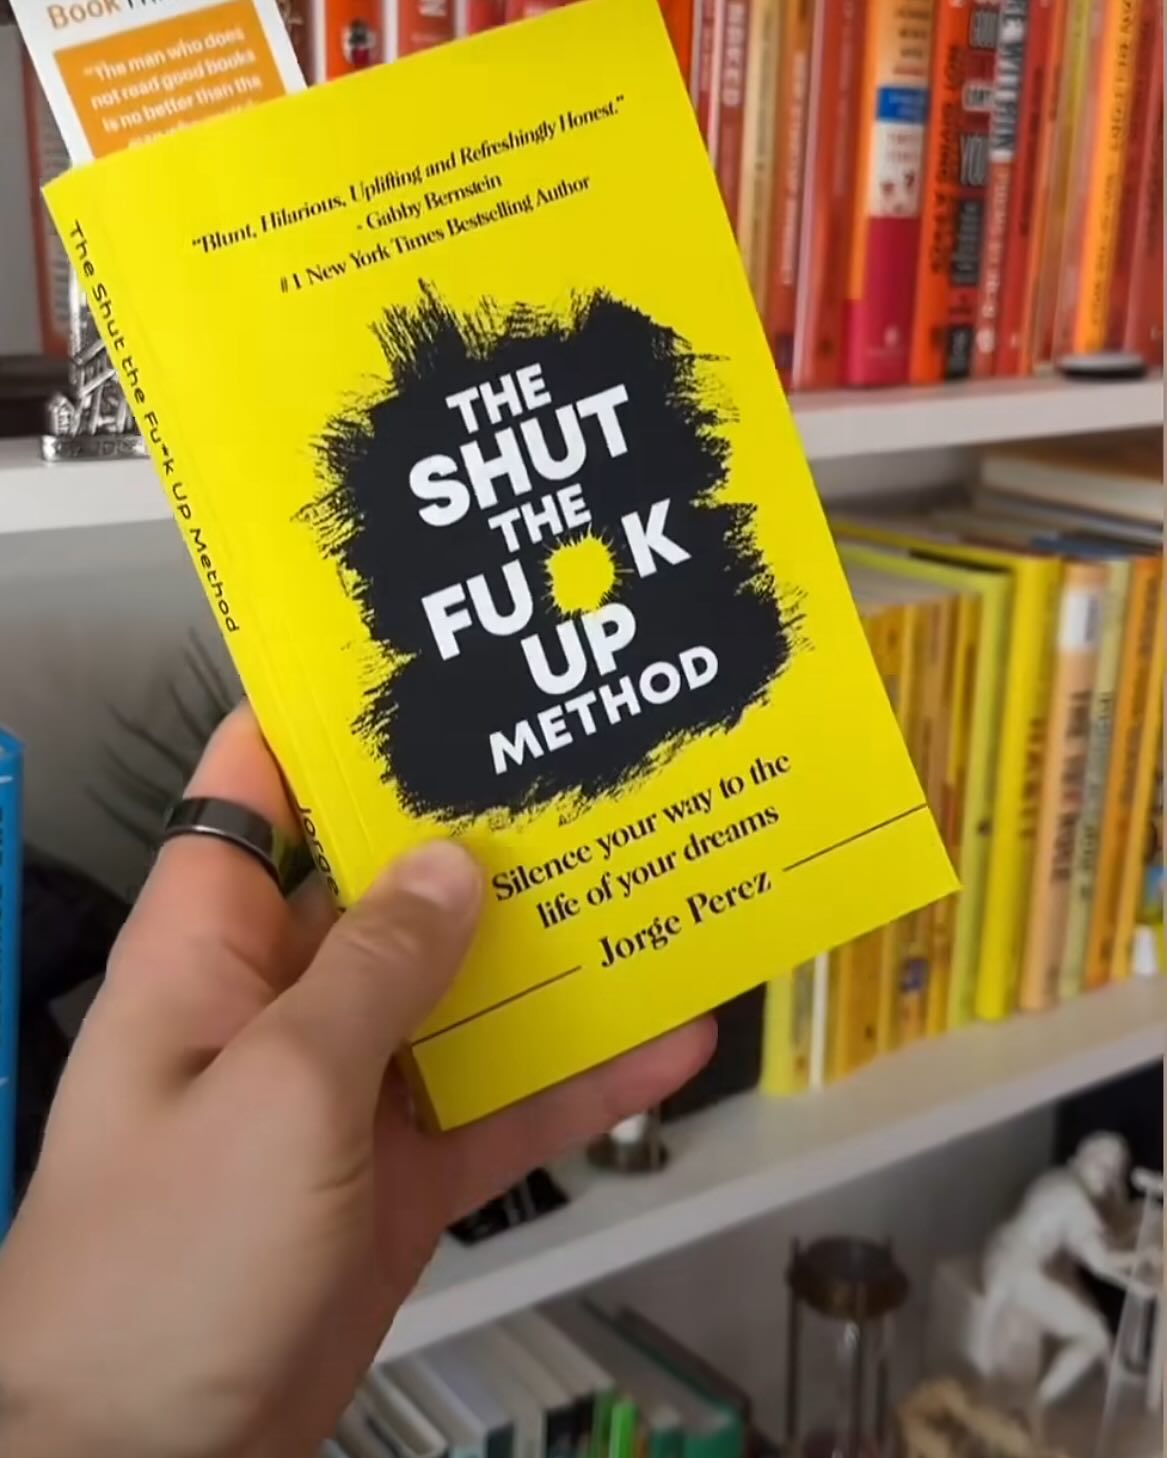 Book
"The man who does
not read good books
is no better than the
"Blunt, Hilarious, Uplifting and Refreshingly Honest."
- Gabby Bernstein
#1 New York Times Bestselling Author
THE
SHUT
THE
FU K
UP
METHOD
Silence your way to the
life of your dreams
Jorge Perez
The Shut the Fu*k Up Method
Jorge